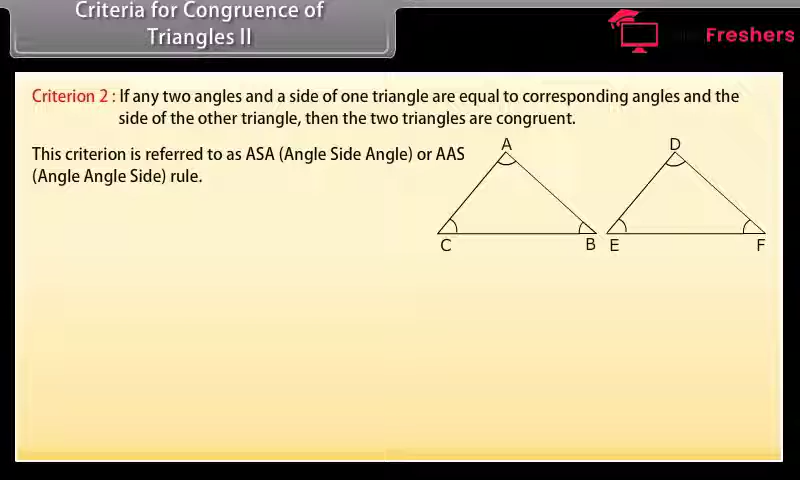 Criteria for Congruence of
Triangles II
Freshers
Criterion 2 : If any two angles and a side of one triangle are equal to corresponding angles and the
side of the other triangle, then the two triangles are congruent.
This criterion is referred to as ASA (Angle Side Angle) or AAS
(Angle Angle Side) rule.
A D
C B E F